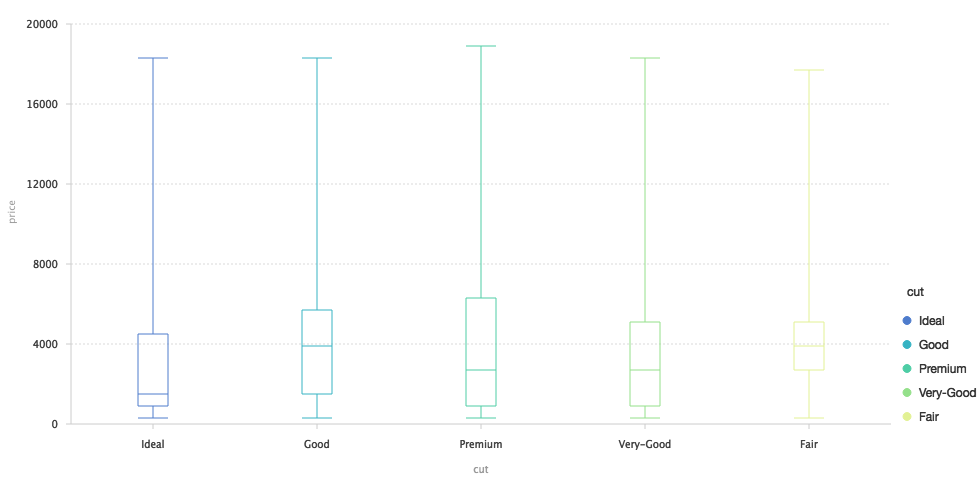 20000
16000
12000
8000
4000
0
price
Ideal
Good
Premium
Very-Good
Fair
cut
cut
Ideal
Good
Premium
Very-Good
Fair